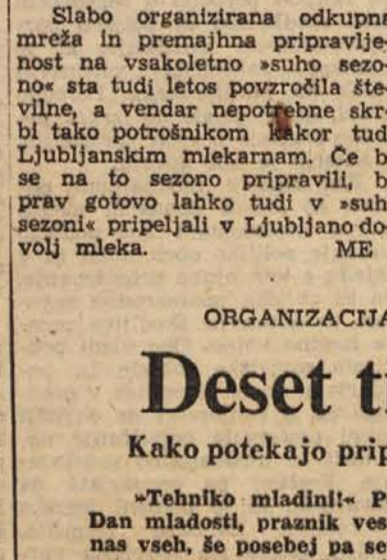 Slabo organizirana odkupna
mreža in premajhna pripravlje-
nost na vsakoletno »suho sezo-
no« sta tudi letos povzročila šte-
vilne, a vendar nepotrebne skr-
bi tako potrošnikom kakor tud
Ljubljanskim mlekarnam. Če b
se na to sezono pripravili, b
prav gotovo lahko tudi v »suh
sezoni« pripeljali v Ljubljano do-
volj mleka. ME
ORGANIZACIJA
Deset t
Kako potekajo prip
»Tehniko mladini!« P
Dan mladosti, praznik ves
nas vseh, še posebej pa se